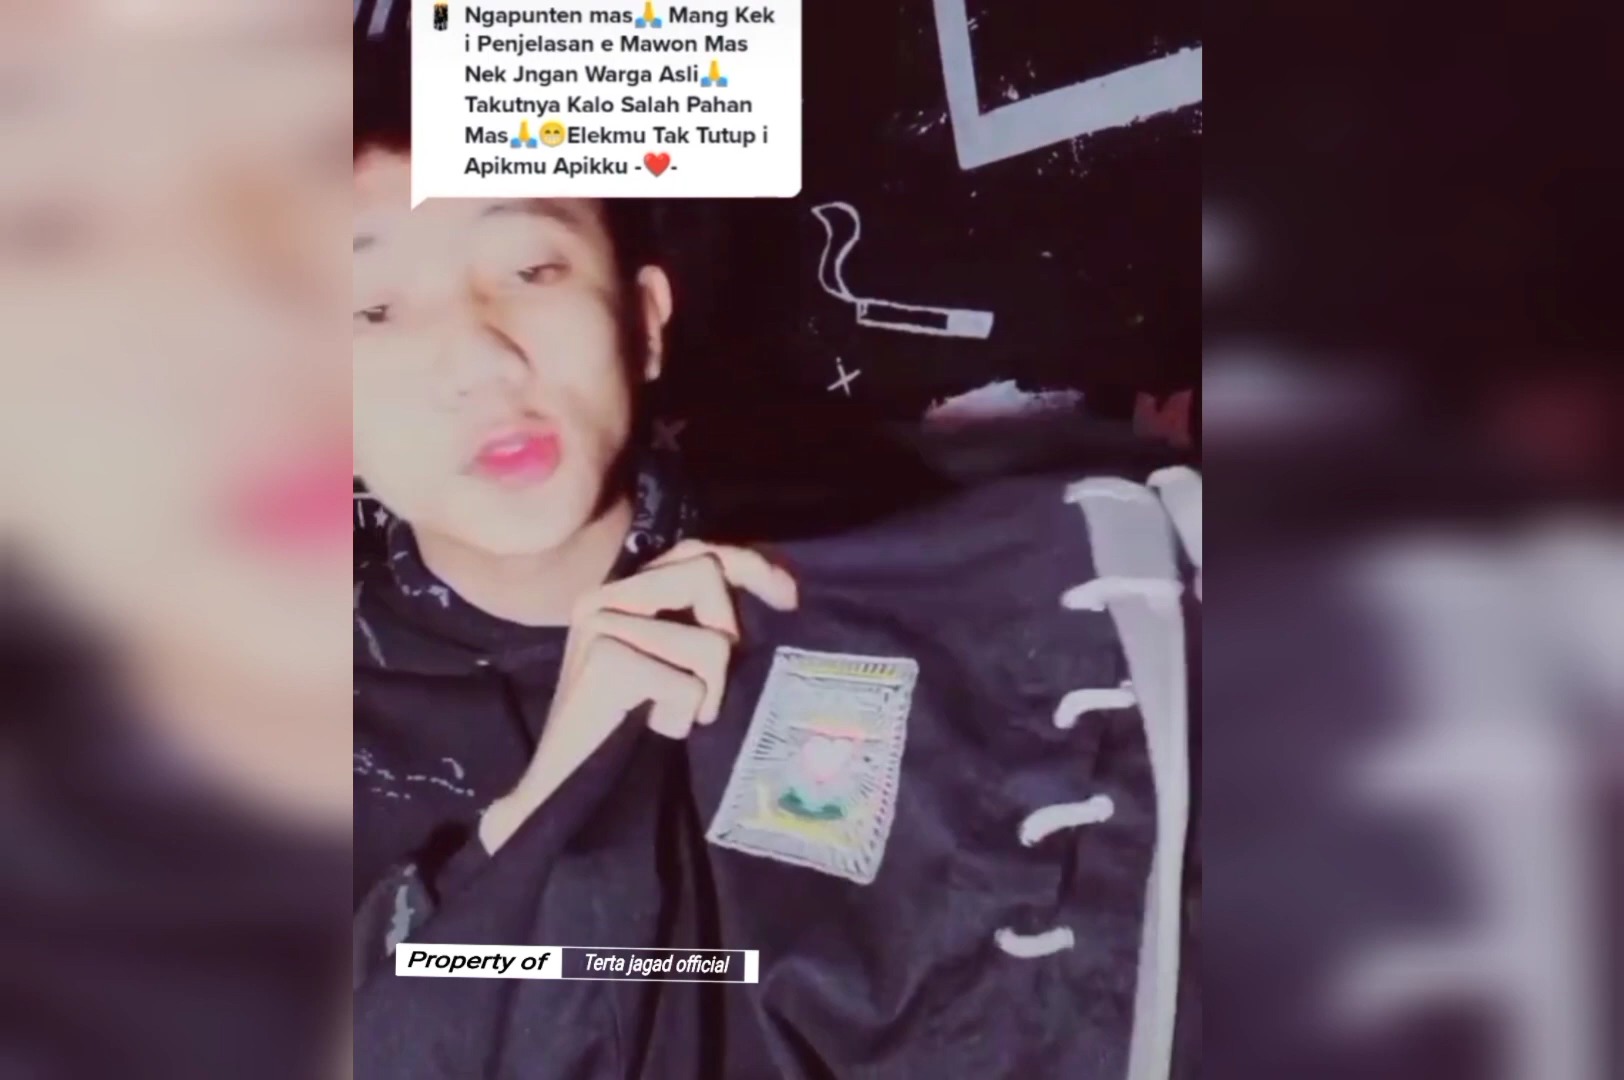 Ngapunten mas🙏 Mang Kek
i Penjelasan e Mawon Mas
Nek Jngan Warga Asli🙏
Takutnya Kalo Salah Pahan
Mas🙏😁Elekmu Tak Tutup i
Apikmu Apikku -❤️-
Property of Terta jagad official